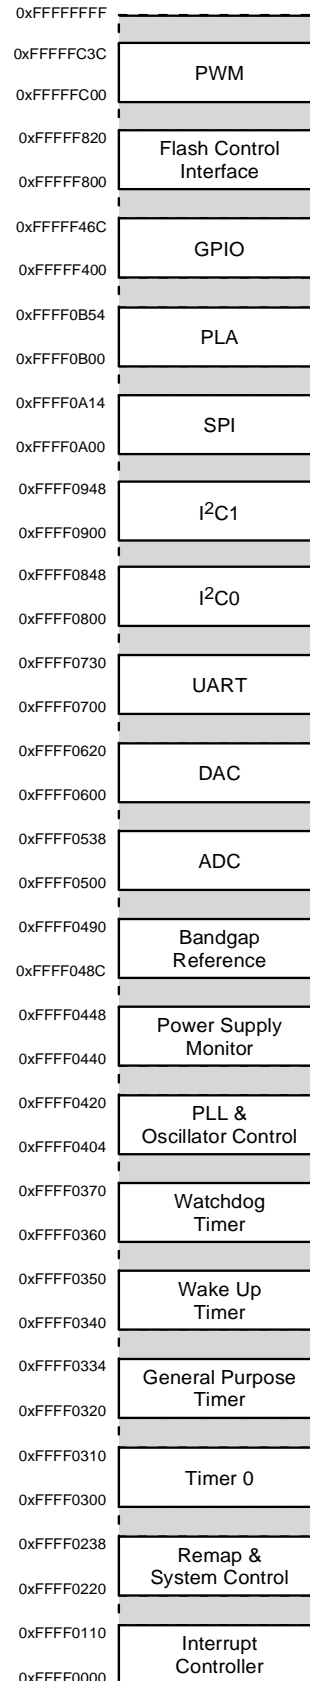 0xFFFFFFFF
0xFFFFFC3C
PWM
0xFFFFFC00
0xFFFFF820
Flash Control
Interface
0xFFFFF800
0xFFFFF46C
GPIO
0xFFFFF400
0xFFFF0B54
PLA
0xFFFF0B00
0xFFFF0A14
SPI
0xFFFF0A00
0xFFFF0948
I²C1
0xFFFF0900
0xFFFF0848
I²C0
0xFFFF0800
0xFFFF0730
UART
0xFFFF0700
0xFFFF0620
DAC
0xFFFF0600
0xFFFF0538
ADC
0xFFFF0500
0xFFFF0490
Bandgap
Reference
0xFFFF048C
0xFFFF0448
Power Supply
Monitor
0xFFFF0440
0xFFFF0420
PLL &
Oscillator Control
0xFFFF0404
0xFFFF0370
Watchdog
Timer
0xFFFF0360
0xFFFF0350
Wake Up
Timer
0xFFFF0340
0xFFFF0334
General Purpose
Timer
0xFFFF0320
0xFFFF0310
Timer 0
0xFFFF0300
0xFFFF0238
Remap &
System Control
0xFFFF0220
0xFFFF0110
Interrupt
Controller
0xFFFF0000